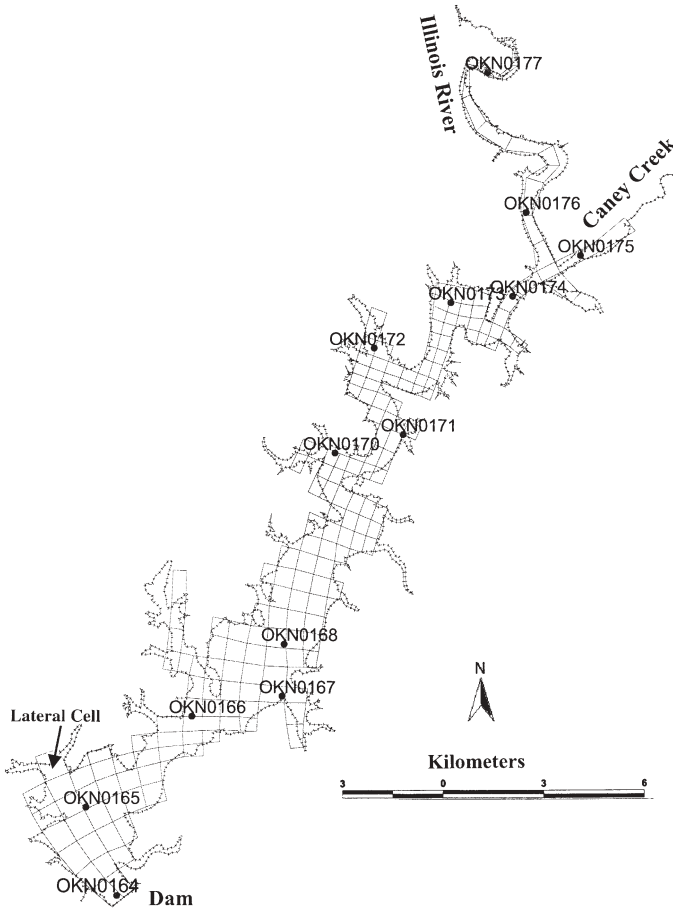 Illinois River
OKN0177
Caney Creek
OKN0176
OKN0175
OKN0174
OKN0173
OKN0172
OKN0171
OKN0170
OKN0168
N
OKN0167
OKN0166
Lateral Cell
Kilometers
3 0 3 6
OKN0165
OKN0164
Dam